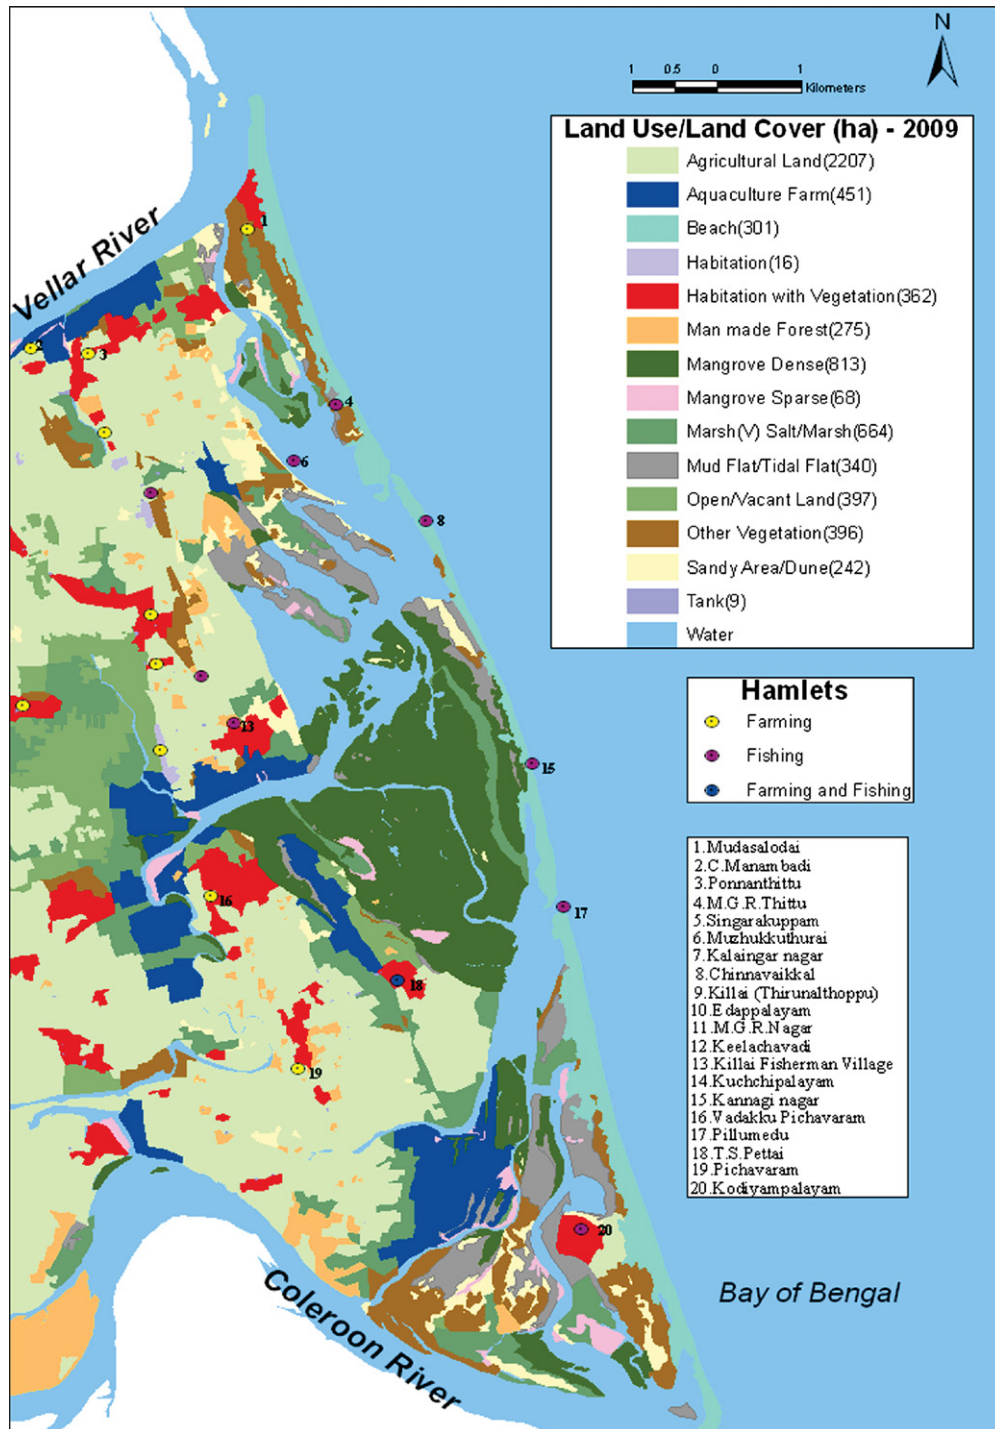 N
1 0.5 0 1
Kilometers
Land Use/Land Cover (ha) - 2009
Agricultural Land(2207)
Aquaculture Farm(451)
Beach(301)
Habitation(16)
Habitation with Vegetation(362)
Man made Forest(275)
Mangrove Dense(813)
Mangrove Sparse(68)
Marsh(V) Salt/Marsh(664)
Mud Flat/Tidal Flat(340)
Open/Vacant Land(397)
Other Vegetation(396)
Sandy Area/Dune(242)
Tank(9)
Water
Vellar River
1
2
3
4
6
8
13
15
16
17
18
19
20
Hamlets
Farming
Fishing
Farming and Fishing
1.Mudasalodai
2.C.Manambadi
3.Ponnanthittu
4.M.G.R.Thittu
5.Singarakuppam
6.Muzhukkuthurai
7.Kalaingar nagar
8.Chinnavaikkal
9.Killai (Thirunalthoppu)
10.Edappalayam
11.M.G.R.Nagar
12.Keelachavadi
13.Killai Fisherman Village
14.Kuchchipalayam
15.Kannagi nagar
16.Vadakku Pichavaram
17.Pillumedu
18.T.S.Pettai
19.Pichavaram
20.Kodiyampalayam
Coleroon River
Bay of Bengal